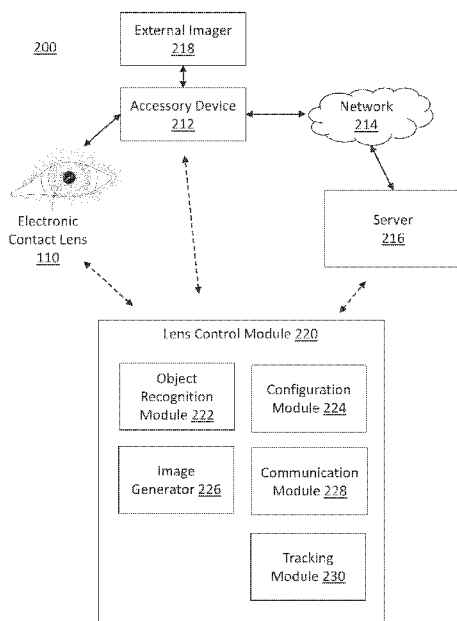 200
External Imager
218
Accessory Device
212
Network
214
Electronic
Contact Lens
110
Server
216
Lens Control Module 220
Object
Recognition
Module 222
Configuration
Module 224
Image
Generator 226
Communication
Module 228
Tracking
Module 230